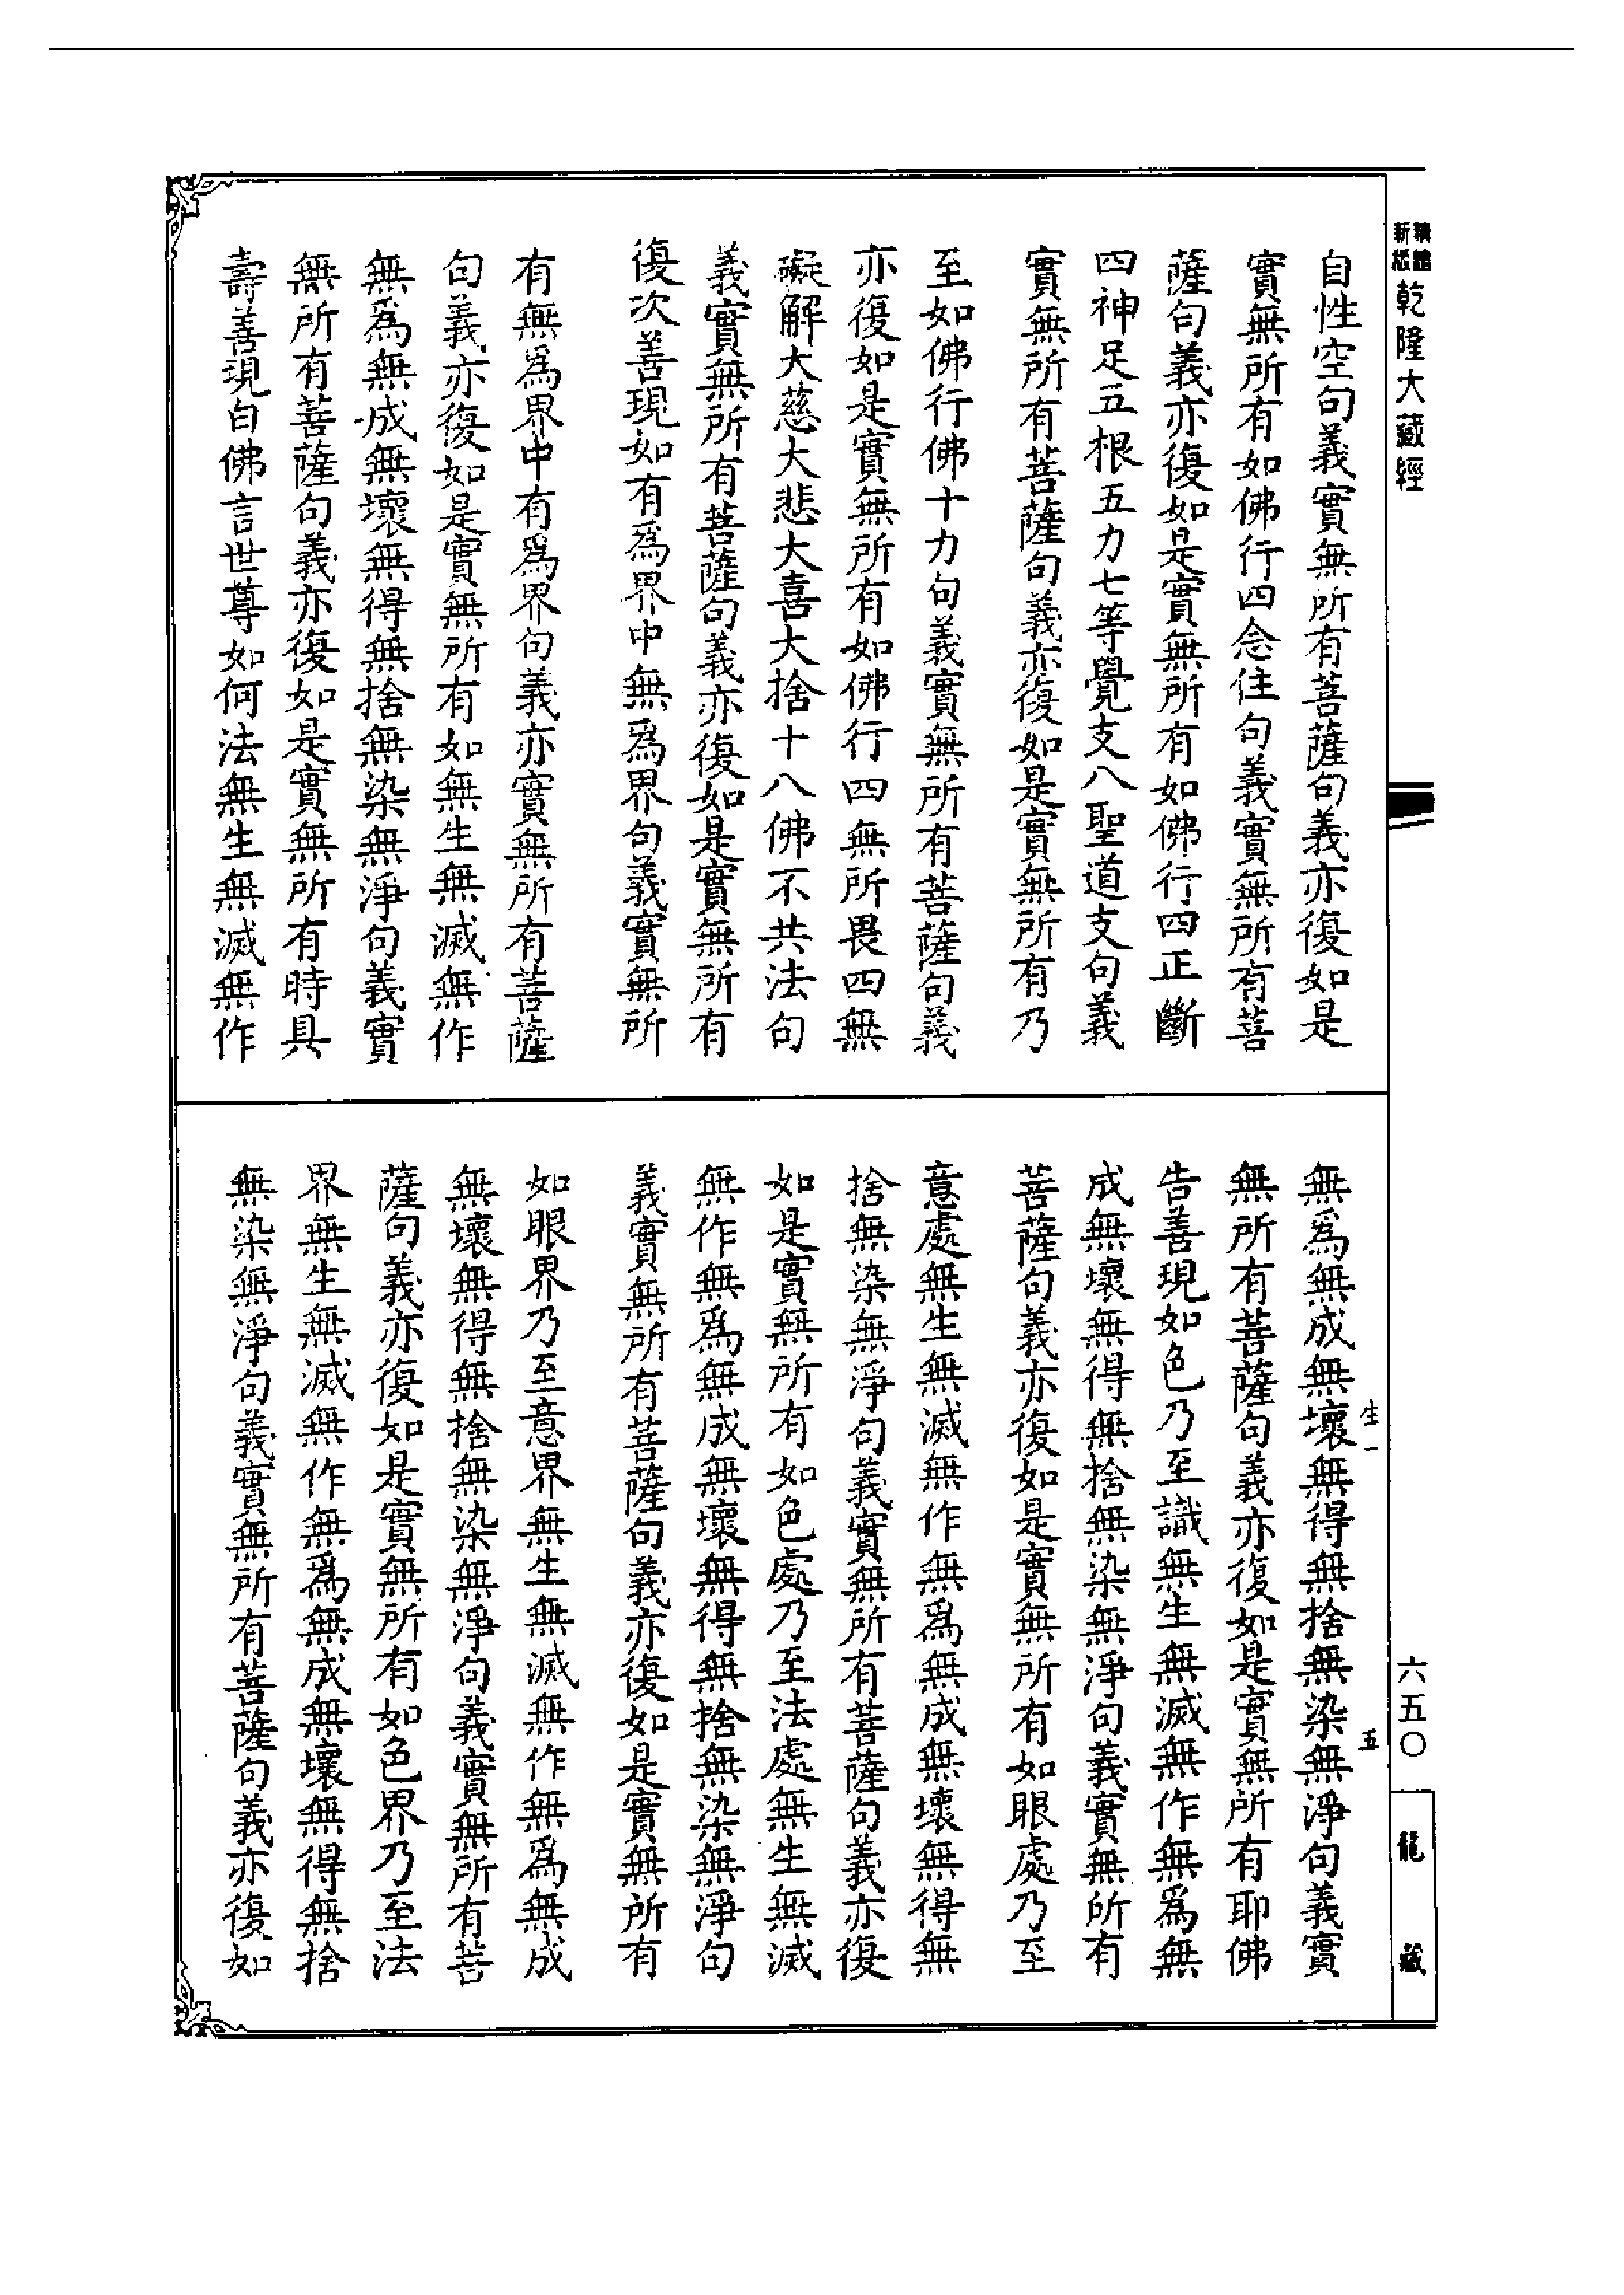 新編縮版乾隆大藏經
自性空句義實無所有菩薩句義亦復如是
實無所有如佛行四念住句義實無所有菩
薩句義亦復如是實無所有如佛行四正斷
四神足五根五力七等覺支八聖道支句義
實無所有菩薩句義亦復如是實無所有乃
至如佛行佛十力句義實無所有菩薩句義
亦復如是實無所有如佛行四無所畏四無
礙解大慈大悲大喜大捨十八佛不共法句
義實無所有菩薩句義亦復如是實無所有
復次善現如有為界中無為界句義實無所
有無為界中有為界句義亦實無所有菩薩
句義亦復如是實無所有如無生無滅無作
無為無成無壞無得無捨無染無淨句義實
無所有菩薩句義亦復如是實無所有時具
壽善現白佛言世尊如何法無生無滅無作
生一
五
無為無成無壞無得無捨無染無淨句義實
無所有菩薩句義亦復如是實無所有耶佛
告善現如色乃至識無生無滅無作無為無
成無壞無得無捨無染無淨句義實無所有
菩薩句義亦復如是實無所有如眼處乃至
意處無生無滅無作無為無成無壞無得無
捨無染無淨句義實無所有菩薩句義亦復
如是實無所有如色處乃至法處無生無滅
無作無為無成無壞無得無捨無染無淨句
義實無所有菩薩句義亦復如是實無所有
如眼界乃至意界無生無滅無作無為無成
無壞無得無捨無染無淨句義實無所有菩
薩句義亦復如是實無所有如色界乃至法
界無生無滅無作無為無成無壞無得無捨
無染無淨句義實無所有菩薩句義亦復如
六五〇
龍藏